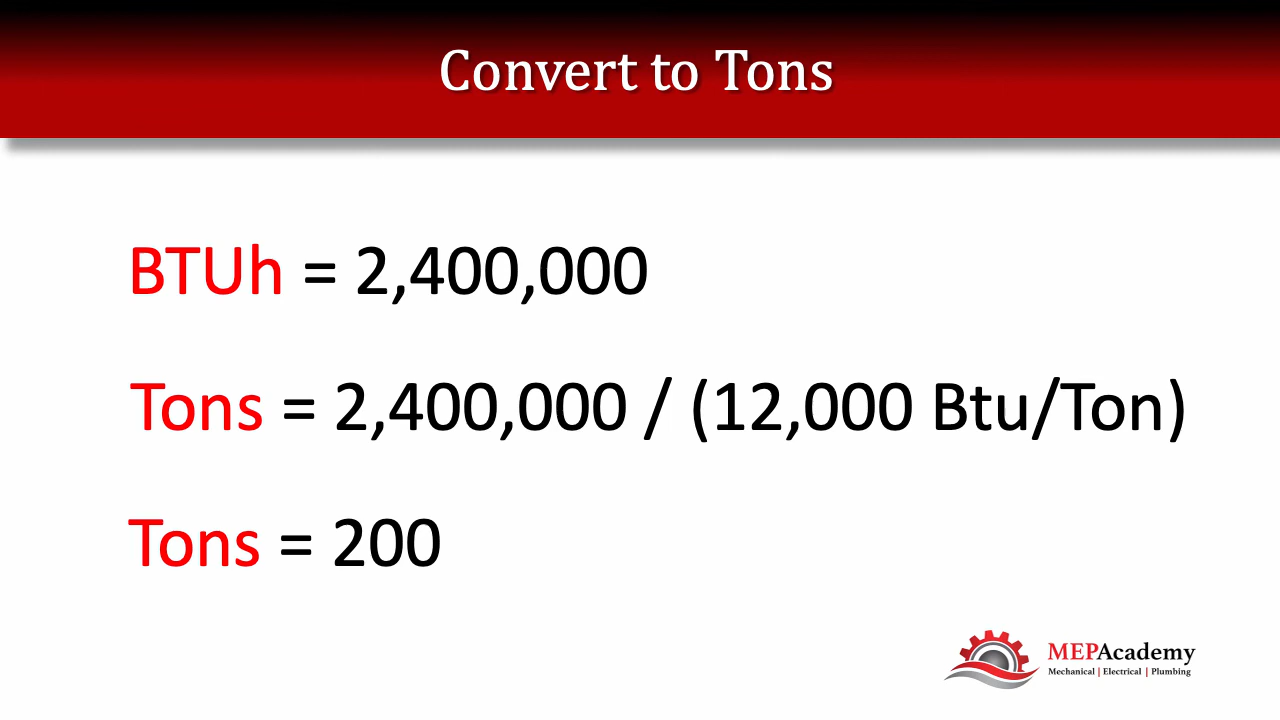 Convert to Tons
BTUh = 2,400,000
Tons = 2,400,000 / (12,000 Btu/Ton)
Tons = 200
MEPAcademy
Mechanical | Electrical | Plumbing